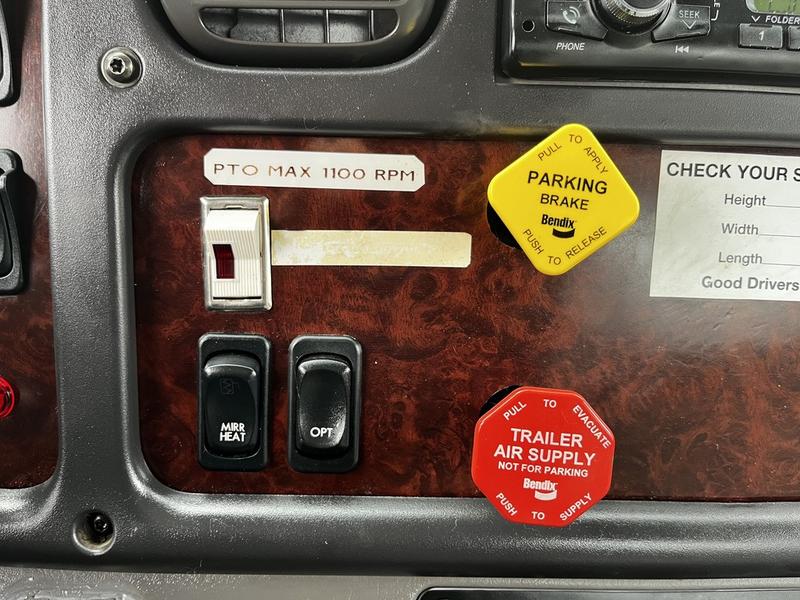 PHONE
SEEK
FOLDER
1
PTO MAX 1100 RPM
PULL TO APPLY
PARKING
BRAKE
Bendix
PUSH TO RELEASE
CHECK YOUR S
Height
Width
Length
Good Drivers
MIRR
HEAT
OPT
PULL TO EVACUATE
TRAILER
AIR SUPPLY
NOT FOR PARKING
Bendix
PUSH TO SUPPLY